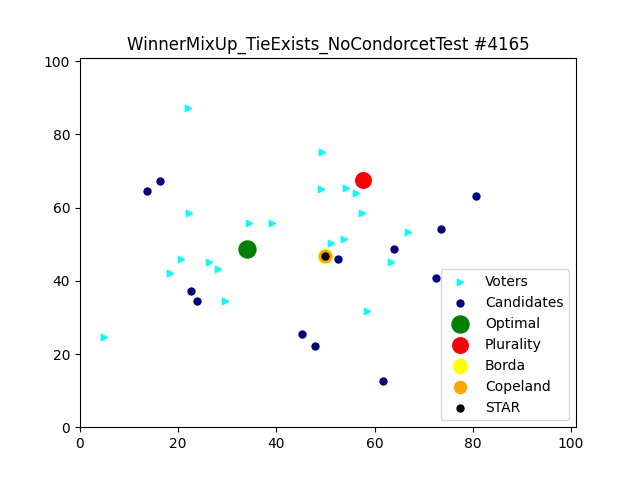 WinnerMixUp_TieExists_NoCondorcetTest #4165
100
80
60
40
20
0
0 20 40 60 80 100
Voters
Candidates
Optimal
Plurality
Borda
Copeland
STAR